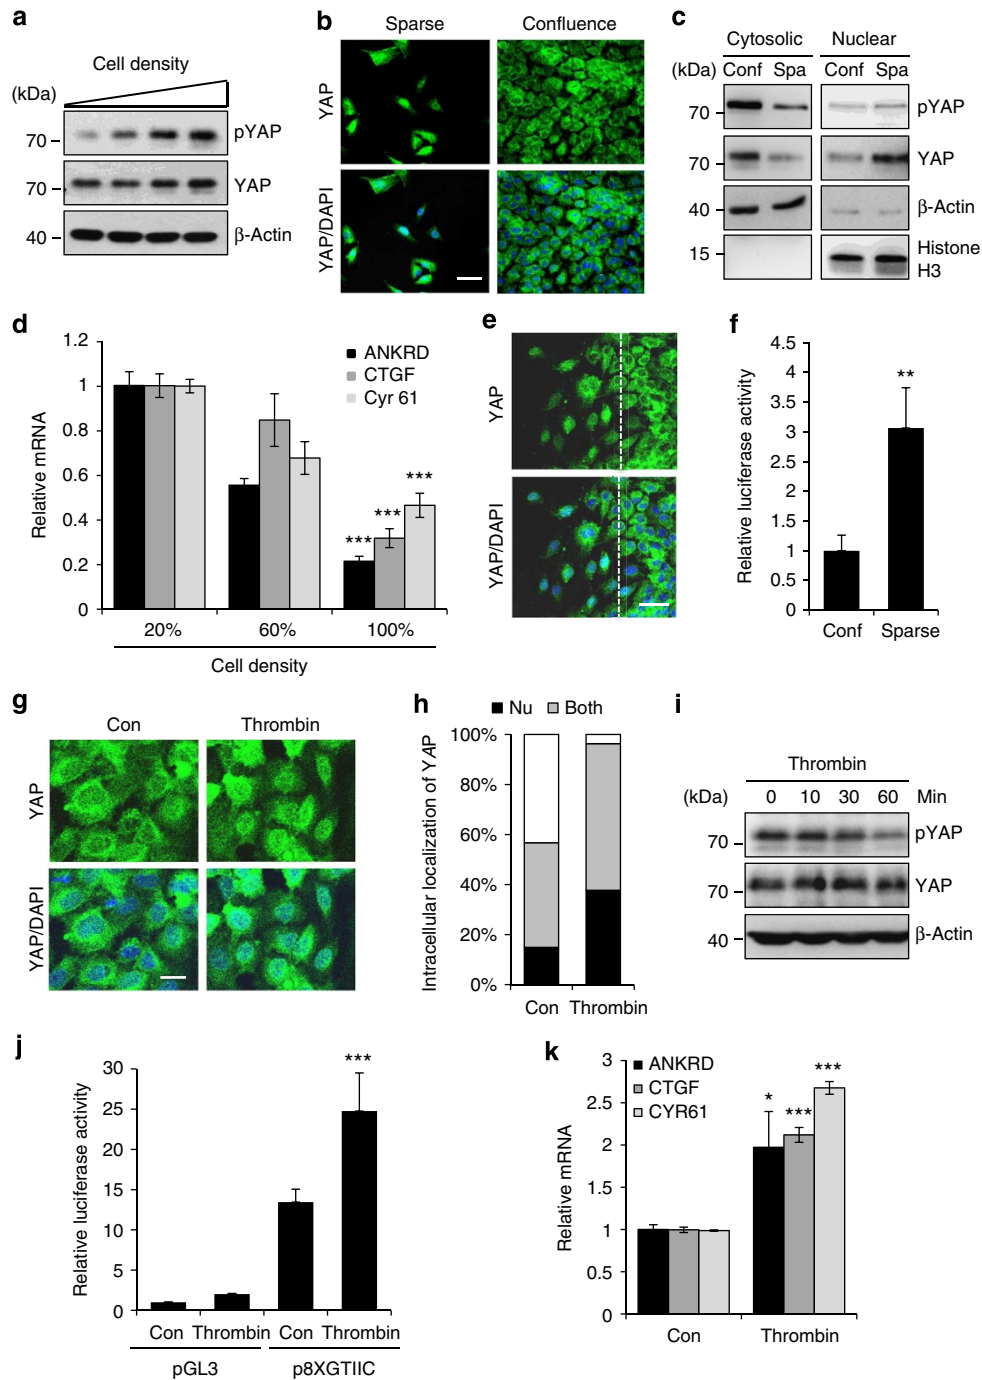 a
Cell density
(kDa)
70
pYAP
70
YAP
40
β-Actin
b
Sparse
Confluence
YAP
YAP/DAPI
c
Cytosolic
Nuclear
(kDa)
Conf
Spa
Conf
Spa
70
pYAP
70
YAP
40
β-Actin
15
Histone
H3
d
Relative mRNA
1.2
1
0.8
0.6
0.4
0.2
0
ANKRD
CTGF
Cyr 61
***
***
***
20%
60%
100%
Cell density
e
YAP
YAP/DAPI
f
Relative luciferase activity
4.5
4
3.5
3
2.5
2
1.5
1
0.5
0
**
Conf
Sparse
g
Con
Thrombin
YAP
YAP/DAPI
h
Nu
Both
Intracellular localization of YAP
100%
80%
60%
40%
20%
0%
Con
Thrombin
i
Thrombin
(kDa)
0
10
30
60
Min
70
pYAP
70
YAP
40
β-Actin
j
Relative luciferase activity
30
25
20
15
10
5
0
***
Con
Thrombin
Con
Thrombin
pGL3
p8XGTIIC
k
Relative mRNA
3
2.5
2
1.5
1
0.5
0
ANKRD
CTGF
CYR61
*
***
***
Con
Thrombin